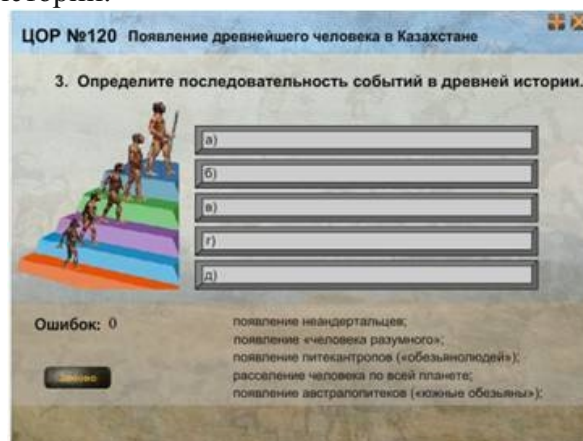 ЦОР №120 Появление древнейшего человека в Казахстане
3. Определите последовательность событий в древней истории.
а)
б)
в)
г)
д)
Ошибок: 0
появление неандертальцев;
появление «человека разумного»;
появление питекантропов («обезьянолюдей»);
расселение человека по всей планете;
появление австралопитеков («южные обезьяны»);
Заново